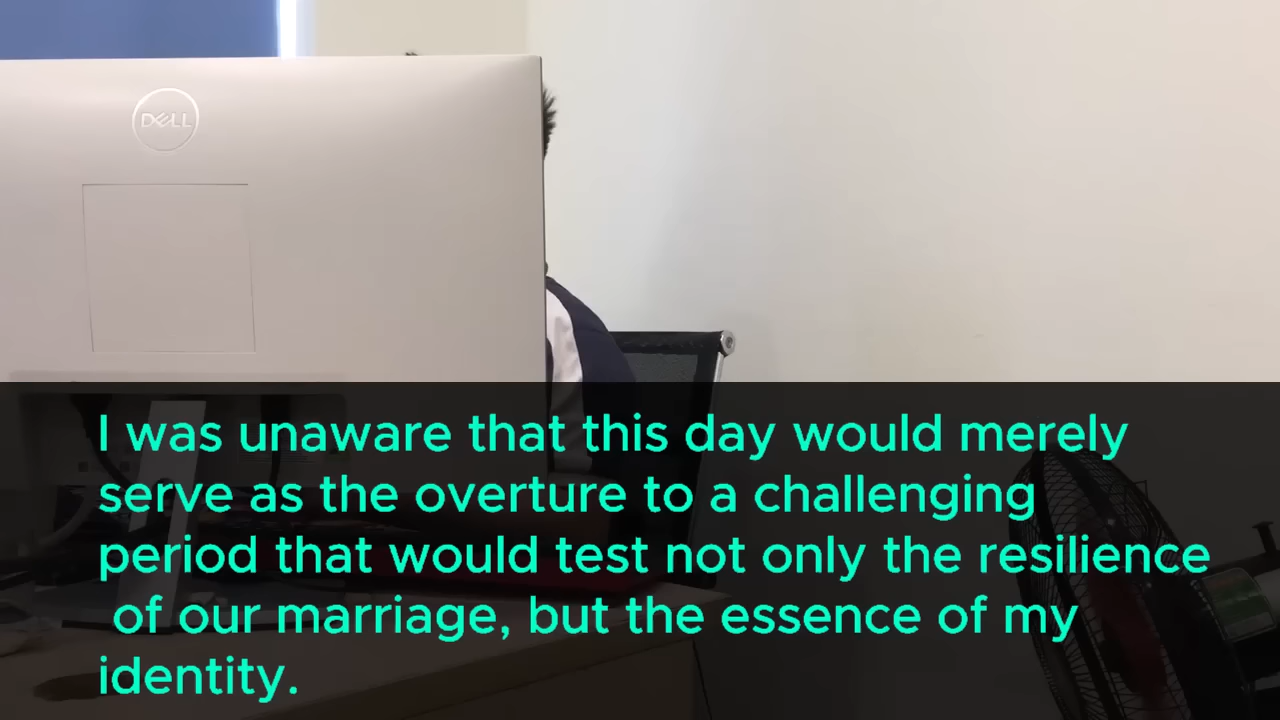 DELL
I was unaware that this day would merely
serve as the overture to a challenging
period that would test not only the resilience
of our marriage, but the essence of my
identity.